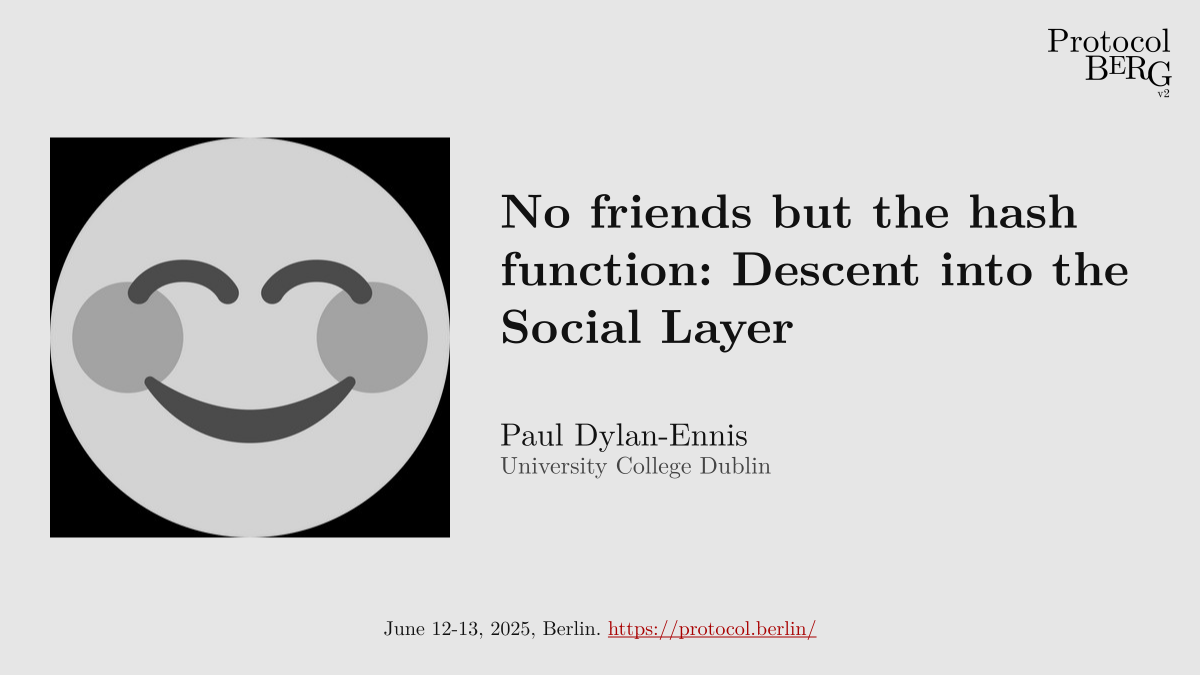 Protocol
BERG
v2
No friends but the hash
function: Descent into the
Social Layer
Paul Dylan-Ennis
University College Dublin
June 12-13, 2025, Berlin. https://protocol.berlin/